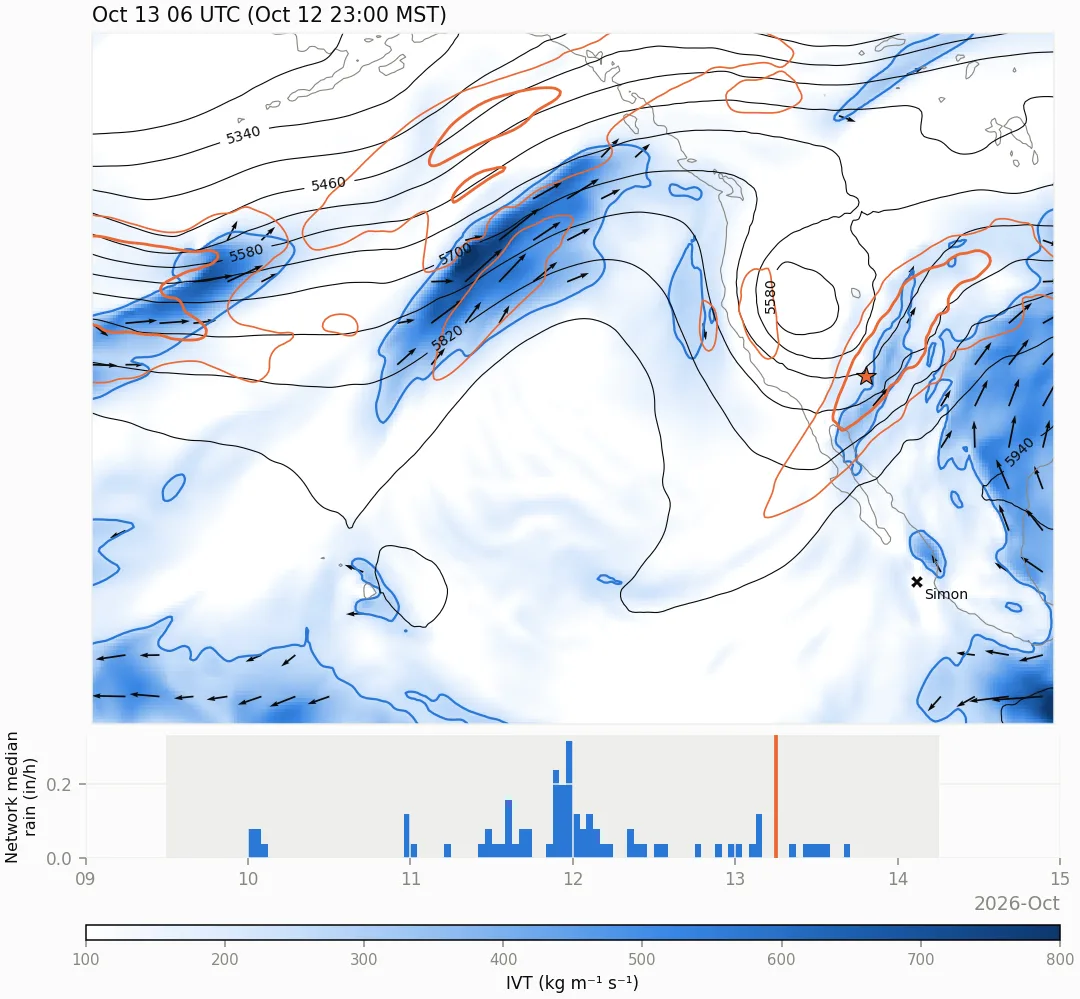 Oct 13 06 UTC (Oct 12 23:00 MST)
5340
5460
5580
5700
5820
5580
5940
Simon
Network median
rain (in/h)
0.2
0.0
09 10 11 12 13 14 15
2026-Oct
100 200 300 400 500 600 700 800
IVT (kg m⁻¹ s⁻¹)